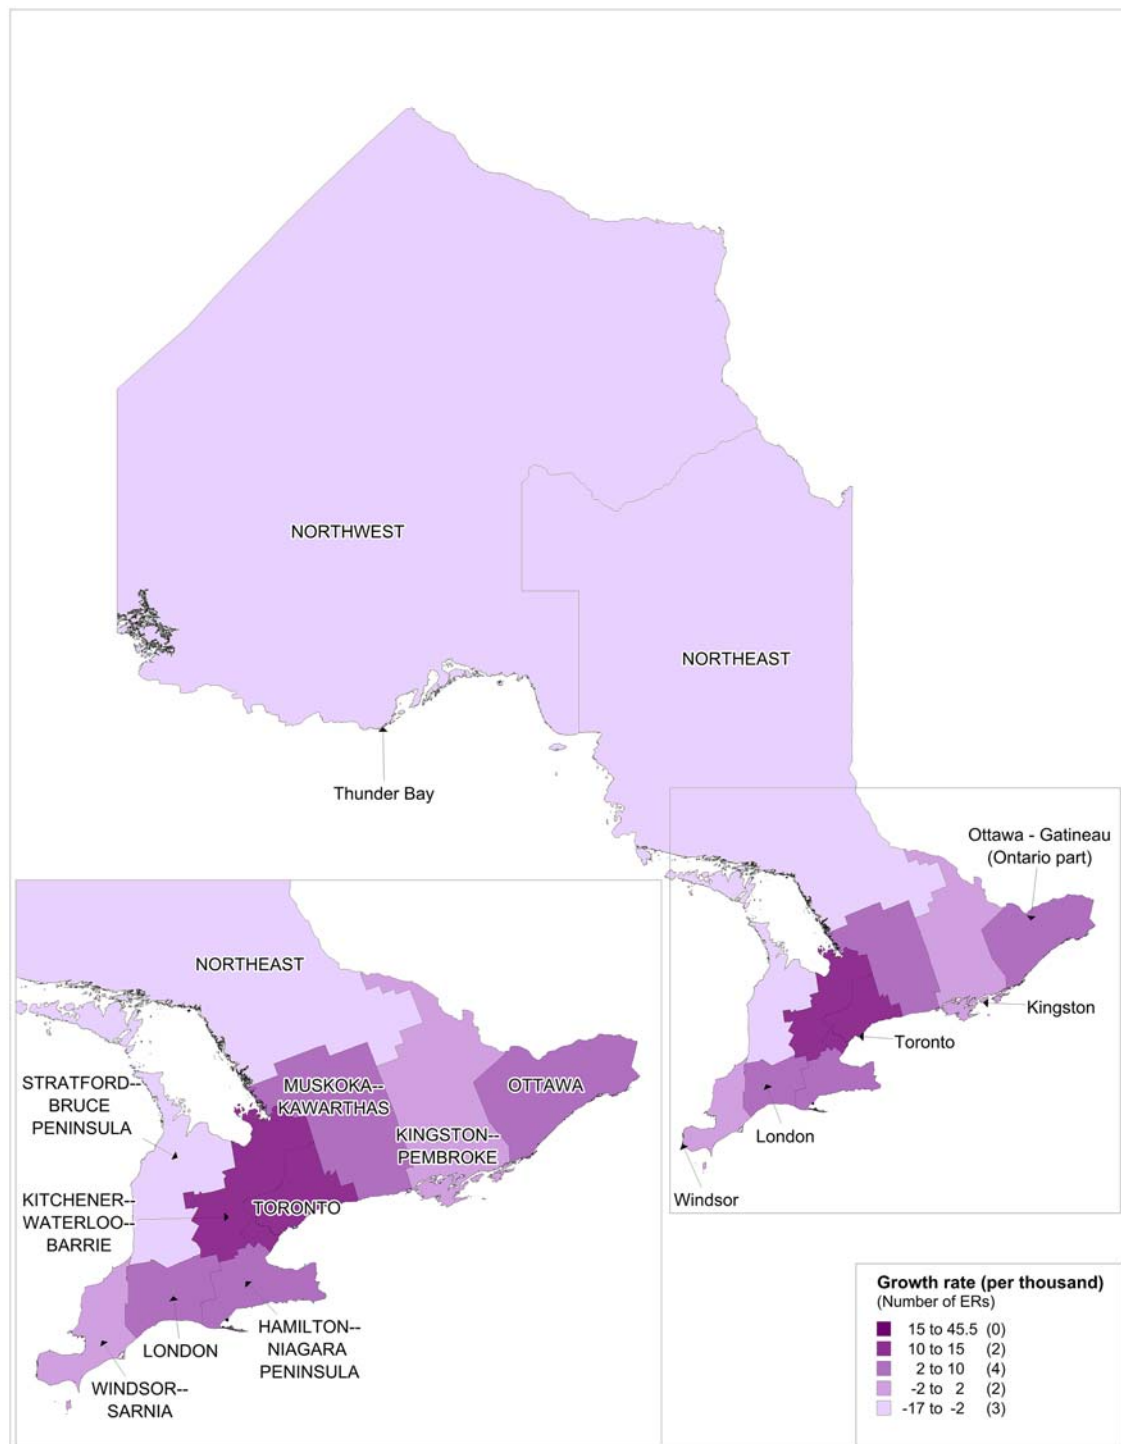 NORTHWEST
NORTHEAST
Thunder Bay
Ottawa - Gatineau
(Ontario part)
Kingston
Toronto
London
Windsor
NORTHEAST
STRATFORD--
BRUCE
PENINSULA
MUSKOKA--
KAWARTHAS
OTTAWA
KINGSTON--
PEMBROKE
KITCHENER--
WATERLOO--
BARRIE
TORONTO
LONDON
HAMILTON--
NIAGARA
PENINSULA
WINDSOR--
SARNIA
Growth rate (per thousand)
(Number of ERs)
15 to 45.5 (0)
10 to 15 (2)
2 to 10 (4)
-2 to 2 (2)
-17 to -2 (3)